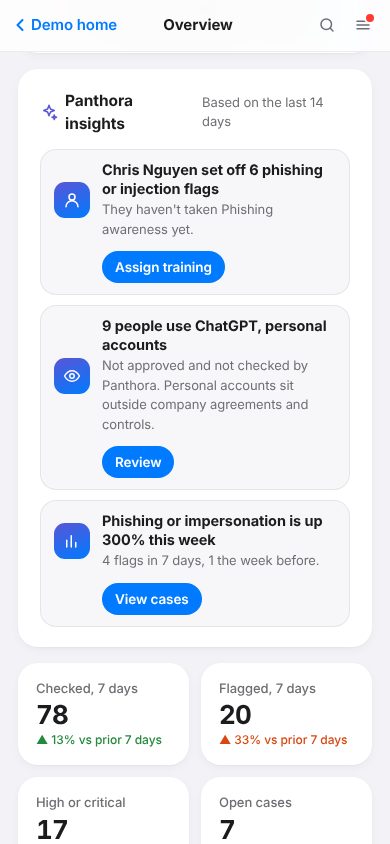 Demo home
Overview
Panthora
insights
Based on the last 14
days
Chris Nguyen set off 6 phishing
or injection flags
They haven't taken Phishing
awareness yet.
Assign training
9 people use ChatGPT, personal
accounts
Not approved and not checked by
Panthora. Personal accounts sit
outside company agreements and
controls.
Review
Phishing or impersonation is up
300% this week
4 flags in 7 days, 1 the week before.
View cases
Checked, 7 days
78
▲ 13% vs prior 7 days
Flagged, 7 days
20
▲ 33% vs prior 7 days
High or critical
17
Open cases
7